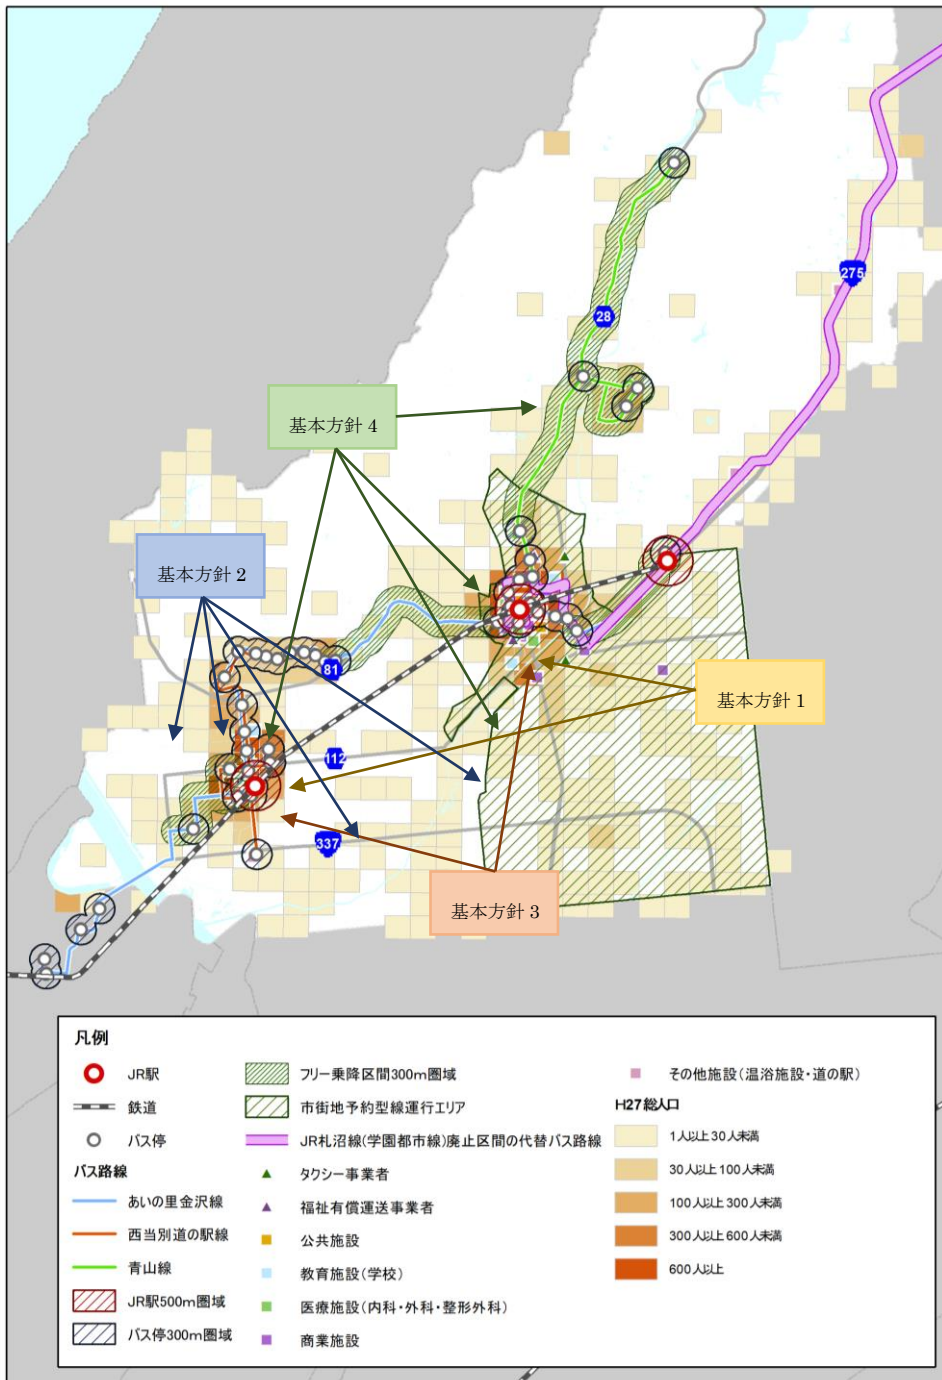 275
28
基本方針 4
基本方針 2
81
基本方針 1
112
337
基本方針 3
凡例
JR駅
鉄道
バス停
バス路線
あいの里金沢線
西当別道の駅線
青山線
JR駅500m圏域
バス停300m圏域
フリー乗降区間300m圏域
市街地予約型線運行エリア
JR札沼線(学園都市線)廃止区間の代替バス路線
タクシー事業者
福祉有償運送事業者
公共施設
教育施設(学校)
医療施設(内科・外科・整形外科)
商業施設
その他施設(温浴施設・道の駅)
H27総人口
1人以上30人未満
30人以上100人未満
100人以上300人未満
300人以上600人未満
600人以上